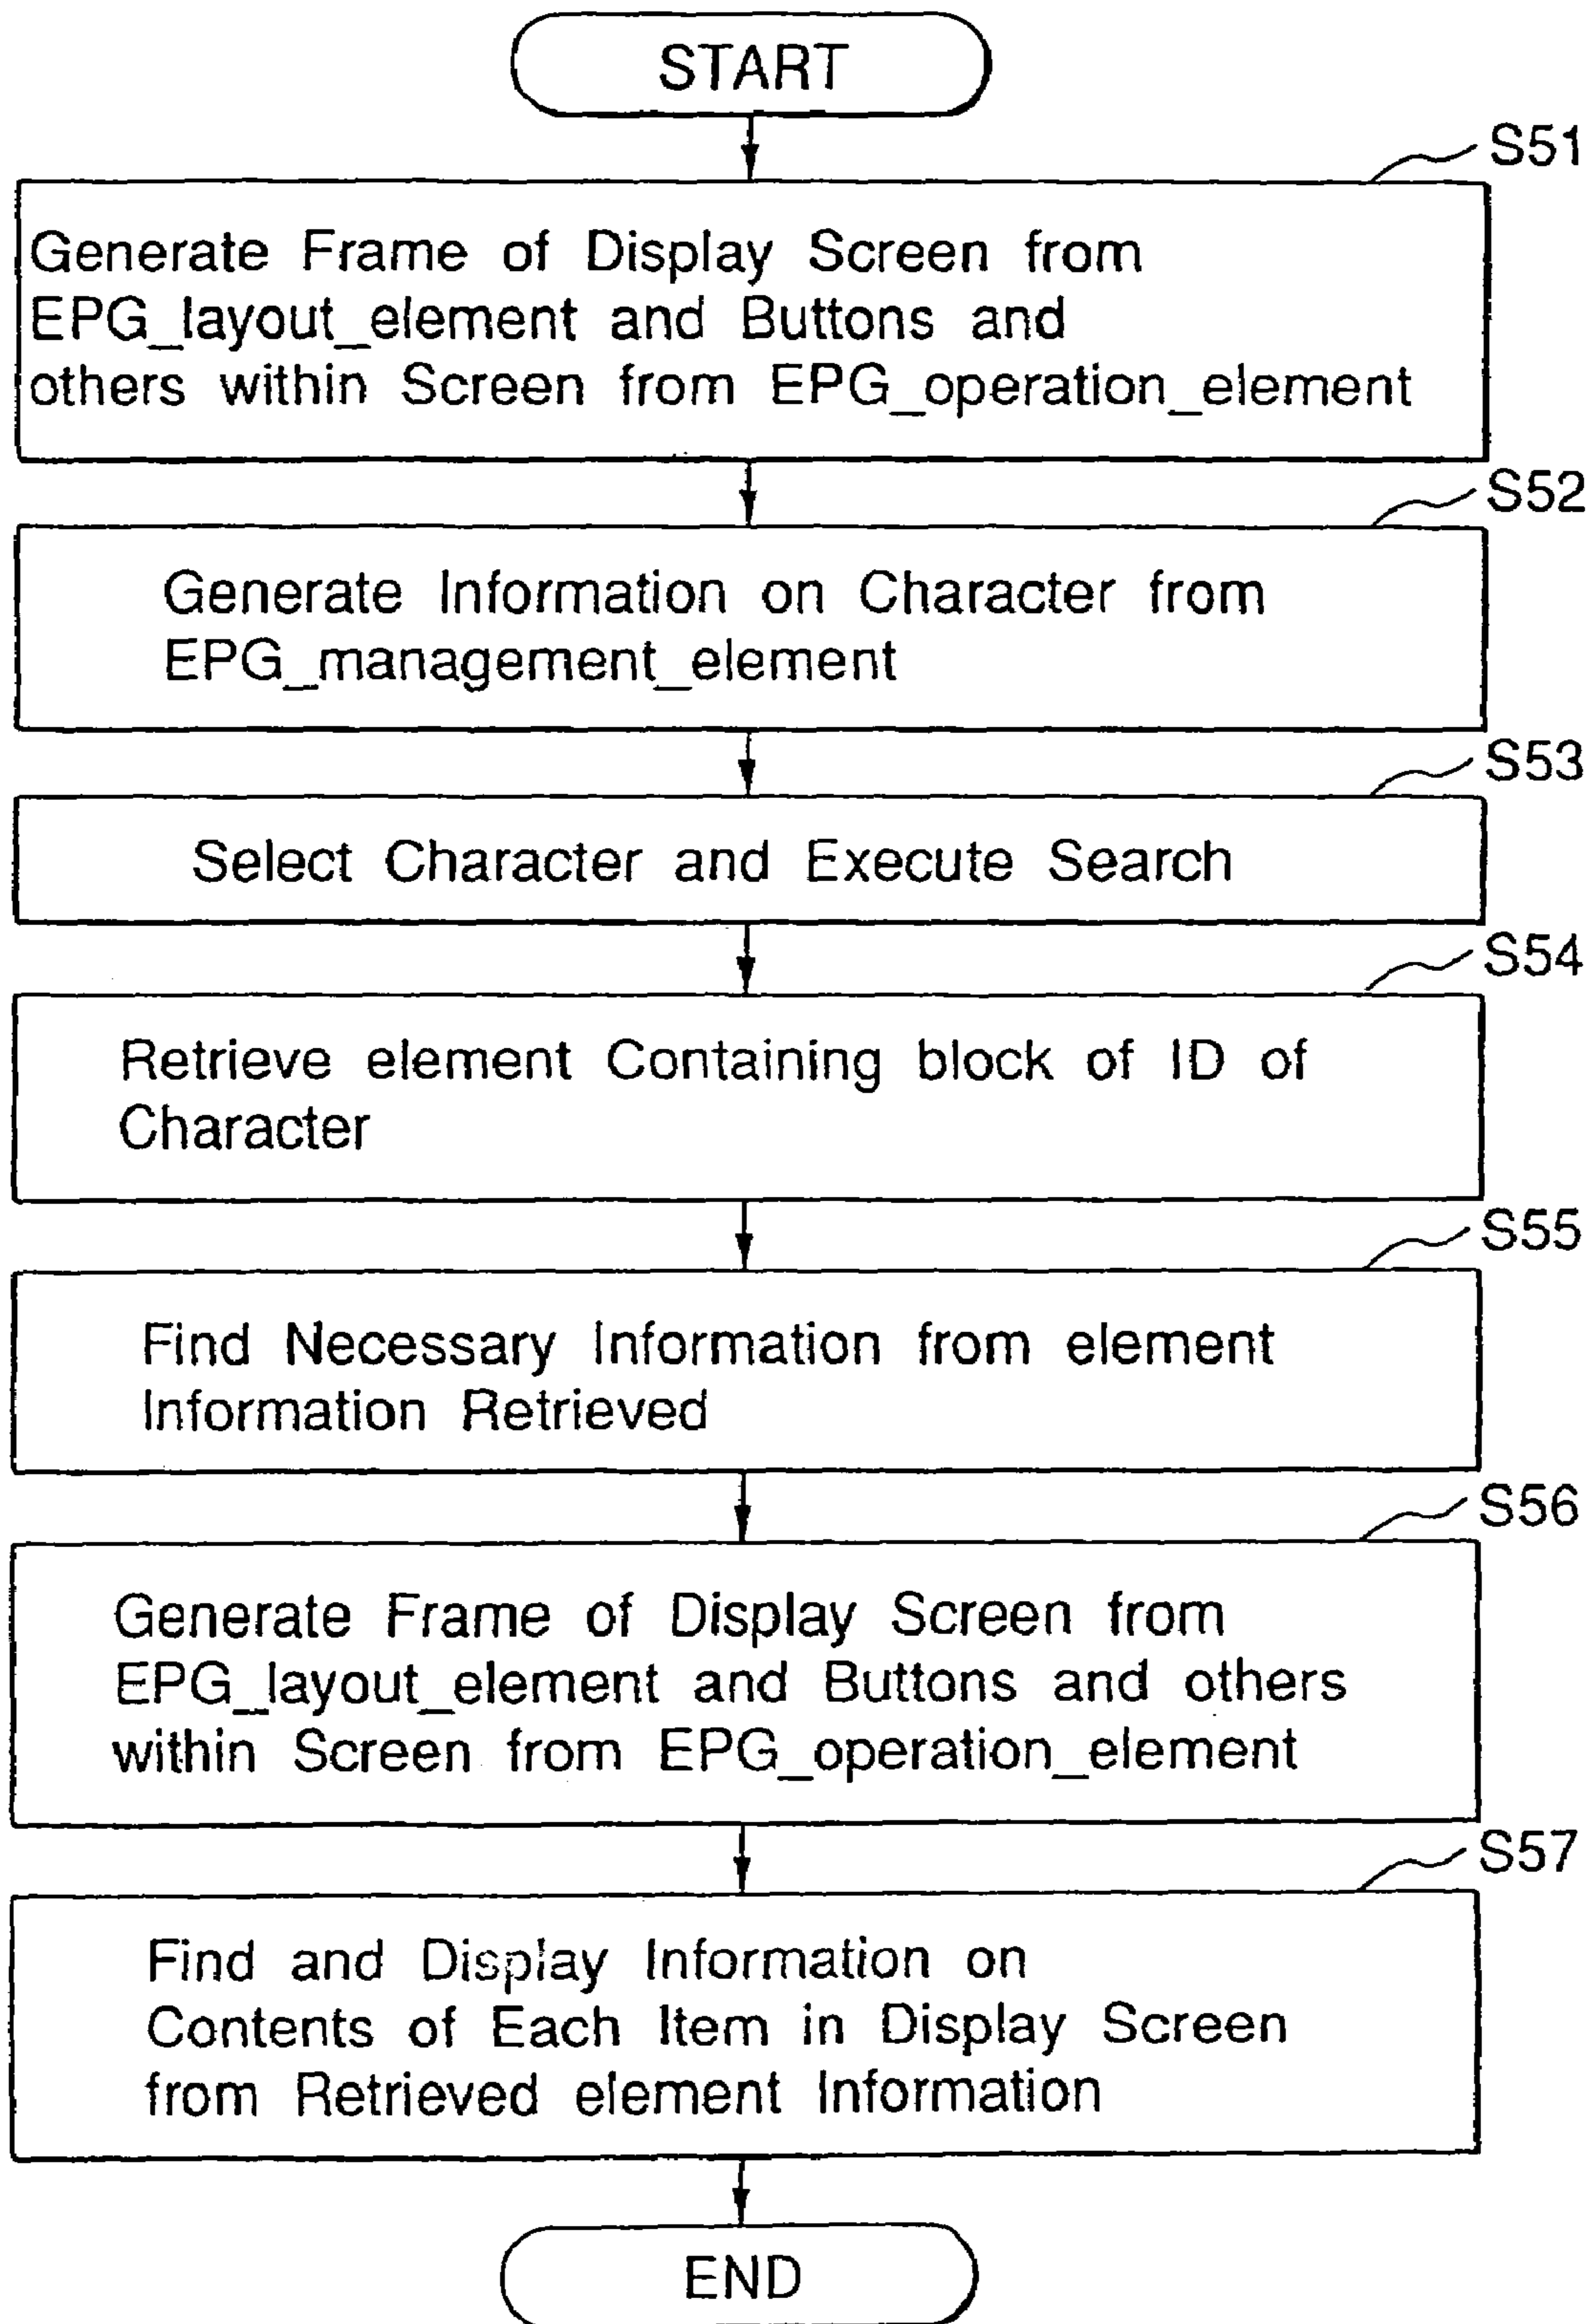 START
S51
Generate Frame of Display Screen from
EPG_layout_element and Buttons and
others within Screen from EPG_operation_element
S52
Generate Information on Character from
EPG_management_element
S53
Select Character and Execute Search
S54
Retrieve element Containing block of ID of
Character
S55
Find Necessary Information from element
Information Retrieved
S56
Generate Frame of Display Screen from
EPG_layout_element and Buttons and others
within Screen from EPG_operation_element
S57
Find and Display Information on
Contents of Each Item in Display Screen
from Retrieved element Information
END